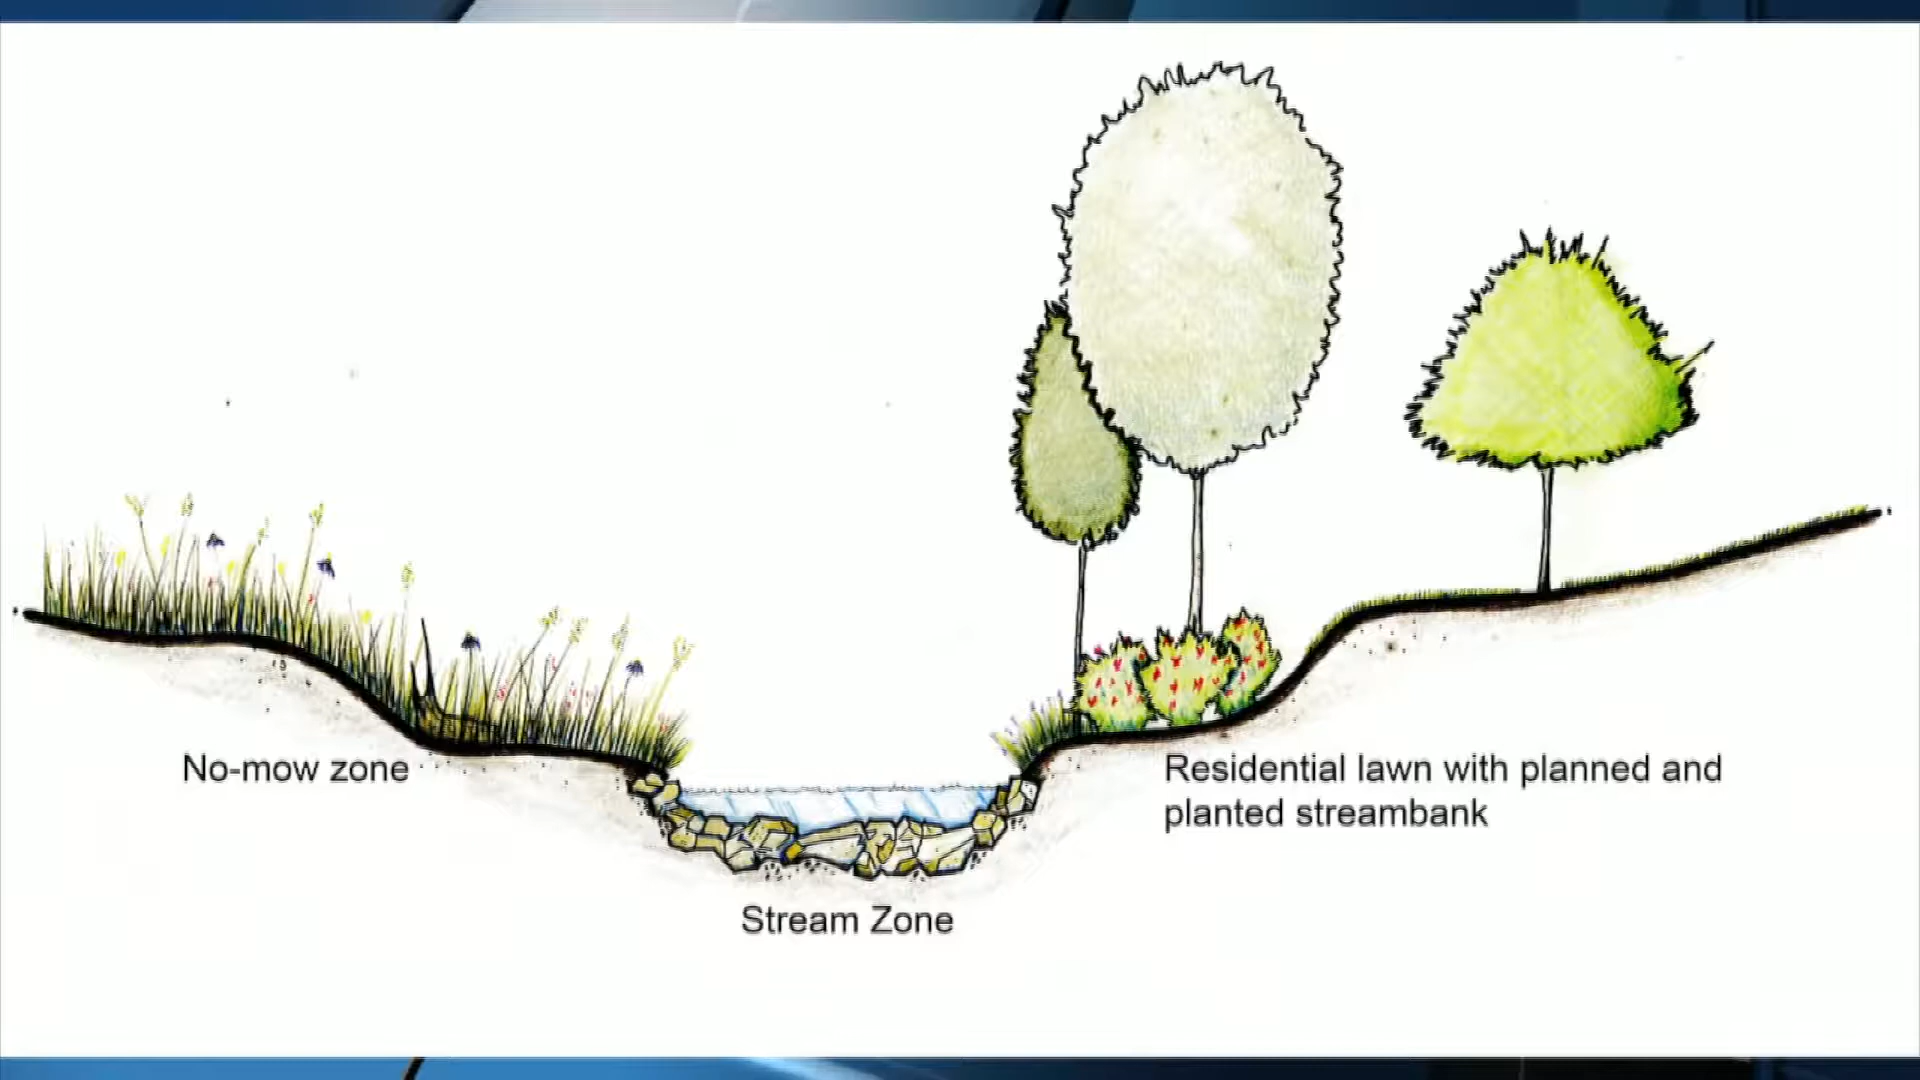 No-mow zone
Residential lawn with planned and
planted streambank
Stream Zone